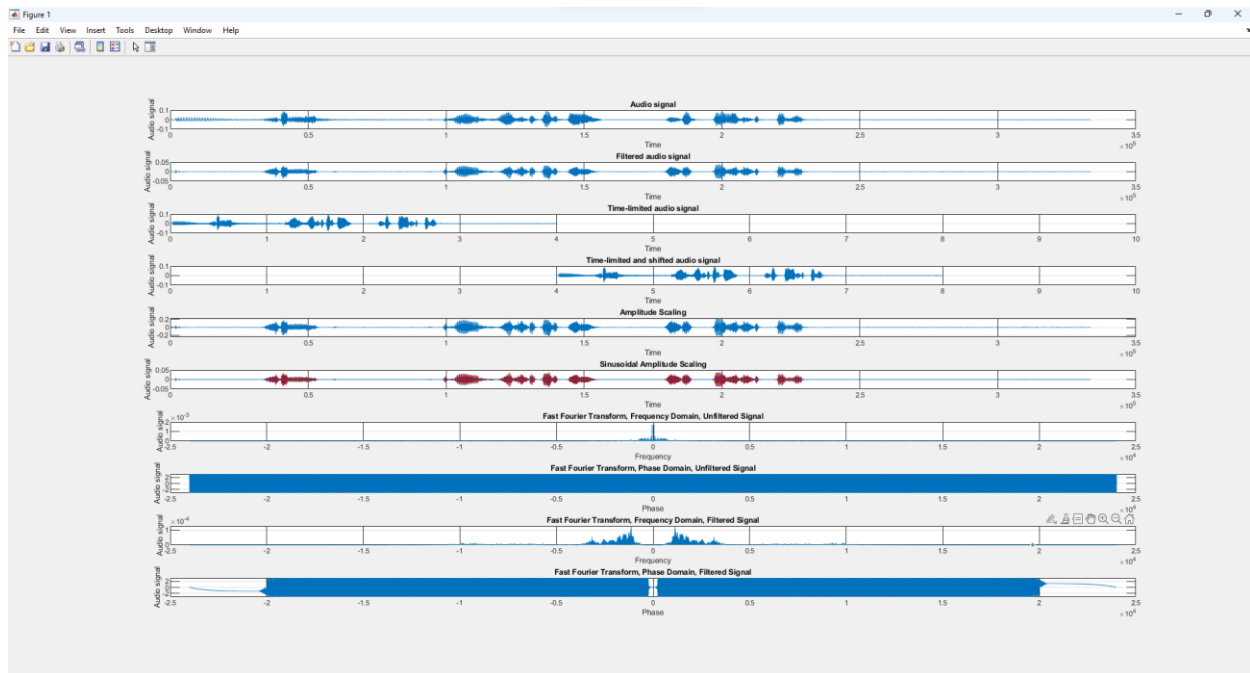 Figure 1
File Edit View Insert Tools Desktop Window Help
Audio signal
Audio signal
0.1
0
-0.1
0 0.5 1 1.5 2 2.5 3 3.5
Time
× 10⁵
Filtered audio signal
Audio signal
0.05
0
-0.05
0 0.5 1 1.5 2 2.5 3 3.5
Time
× 10⁵
Time-limited audio signal
Audio signal
0.1
0
-0.1
0 1 2 3 4 5 6 7 8 9 10
Time
Time-limited and shifted audio signal
Audio signal
0.1
0
-0.1
0 1 2 3 4 5 6 7 8 9 10
Time
Amplitude Scaling
Audio signal
0.2
0
-0.2
0 0.5 1 1.5 2 2.5 3 3.5
Time
× 10⁵
Sinusoidal Amplitude Scaling
Audio signal
0.05
0
-0.05
0 0.5 1 1.5 2 2.5 3 3.5
Time
× 10⁵
Fast Fourier Transform, Frequency Domain, Unfiltered Signal
Audio signal
× 10⁻³
2
1
0
-2.5 -2 -1.5 -1 -0.5 0 0.5 1 1.5 2 2.5
Frequency
× 10⁴
Fast Fourier Transform, Phase Domain, Unfiltered Signal
Audio signal
2
0
-2
-2.5 -2 -1.5 -1 -0.5 0 0.5 1 1.5 2 2.5
Phase
× 10⁴
Fast Fourier Transform, Frequency Domain, Filtered Signal
Audio signal
× 10⁻⁴
1
0
-2.5 -2 -1.5 -1 -0.5 0 0.5 1 1.5 2 2.5
Frequency
× 10⁴
Fast Fourier Transform, Phase Domain, Filtered Signal
Audio signal
2
0
-2
-2.5 -2 -1.5 -1 -0.5 0 0.5 1 1.5 2 2.5
Phase
× 10⁴